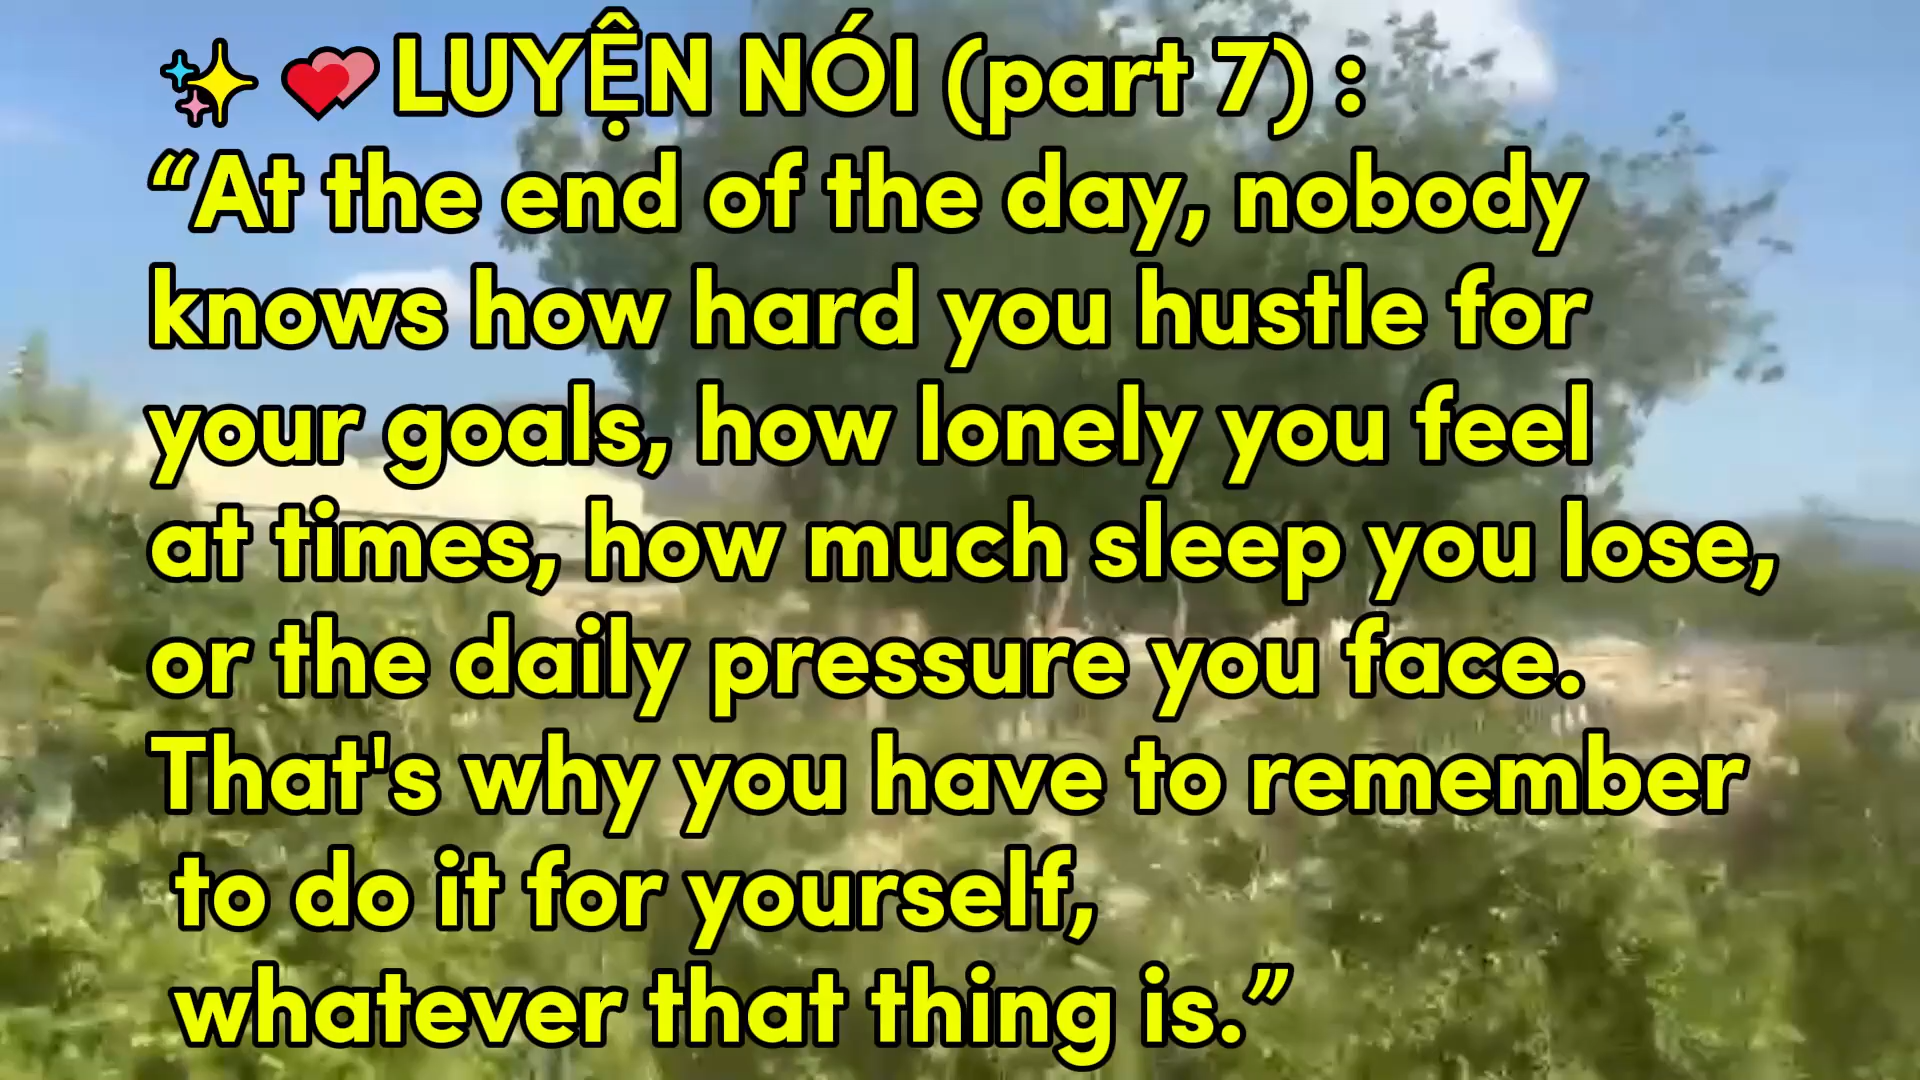 ✨ 💕 LUYỆN NÓI (part 7) :
“At the end of the day, nobody
knows how hard you hustle for
your goals, how lonely you feel
at times, how much sleep you lose,
or the daily pressure you face.
That's why you have to remember
to do it for yourself,
whatever that thing is.”